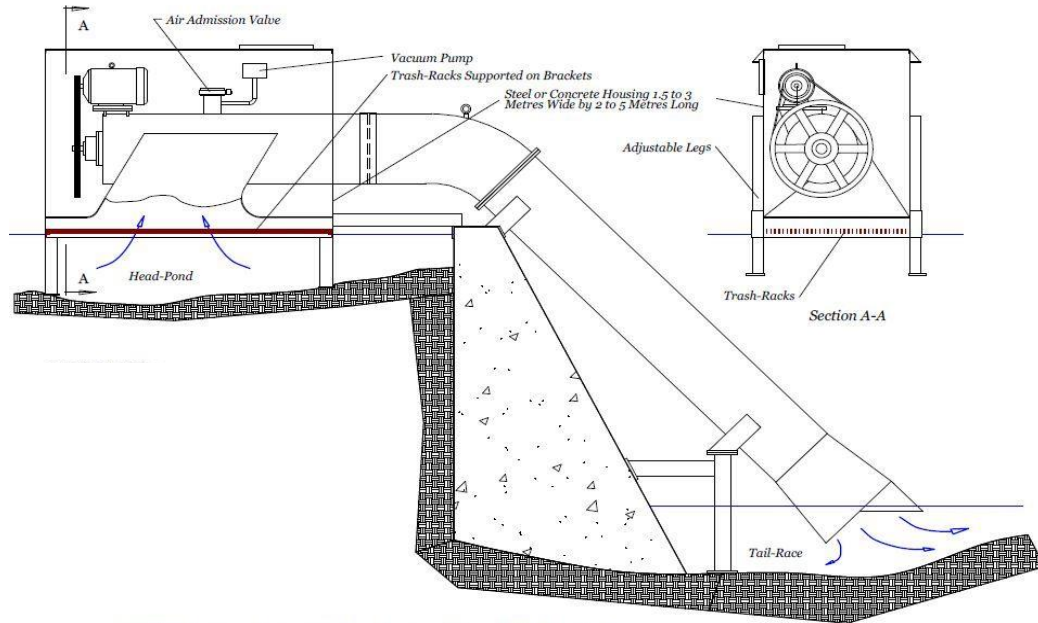 A
Air Admission Valve
Vacuum Pump
Trash-Racks Supported on Brackets
Steel or Concrete Housing 1.5 to 3
Metres Wide by 2 to 5 Metres Long
Adjustable Legs
A
Head-Pond
Trash-Racks
Section A-A
Tail-Race